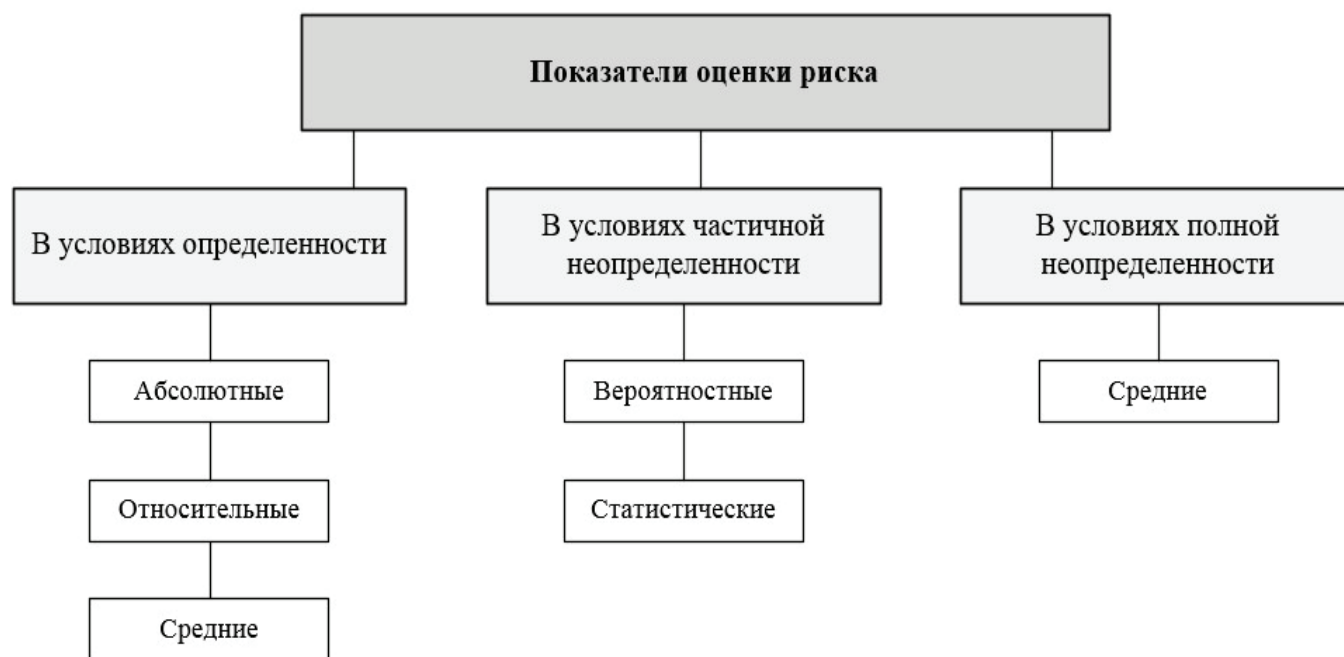 Показатели оценки риска
В условиях определенности
В условиях частичной
неопределенности
В условиях полной
неопределенности
Абсолютные
Вероятностные
Средние
Относительные
Статистические
Средние